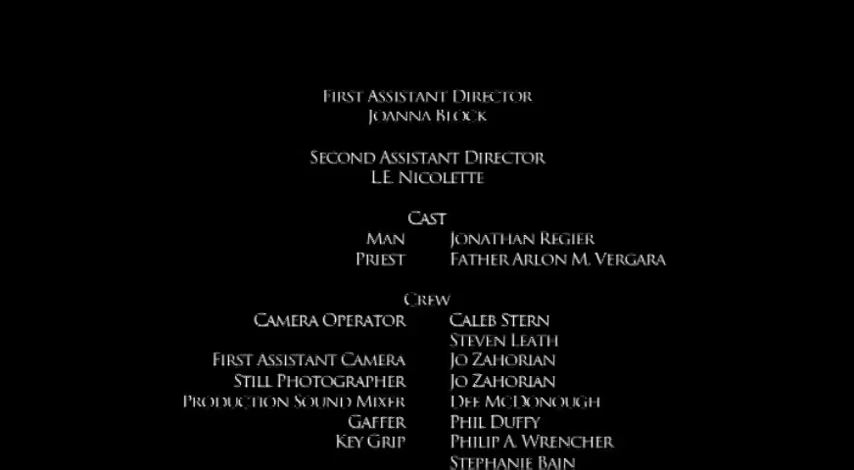 First Assistant Director
Joanna Block
Second Assistant Director
L.E. Nicolette
Cast
Man Jonathan Regier
Priest Father Arlon M. Vergara
Crew
Camera Operator Caleb Stern
Steven Leath
First Assistant Camera Jo Zahorian
Still Photographer Jo Zahorian
Production Sound Mixer Dee McDonough
Gaffer Phil Duffy
Key Grip Philip A. Wrencher
Stephanie Bain